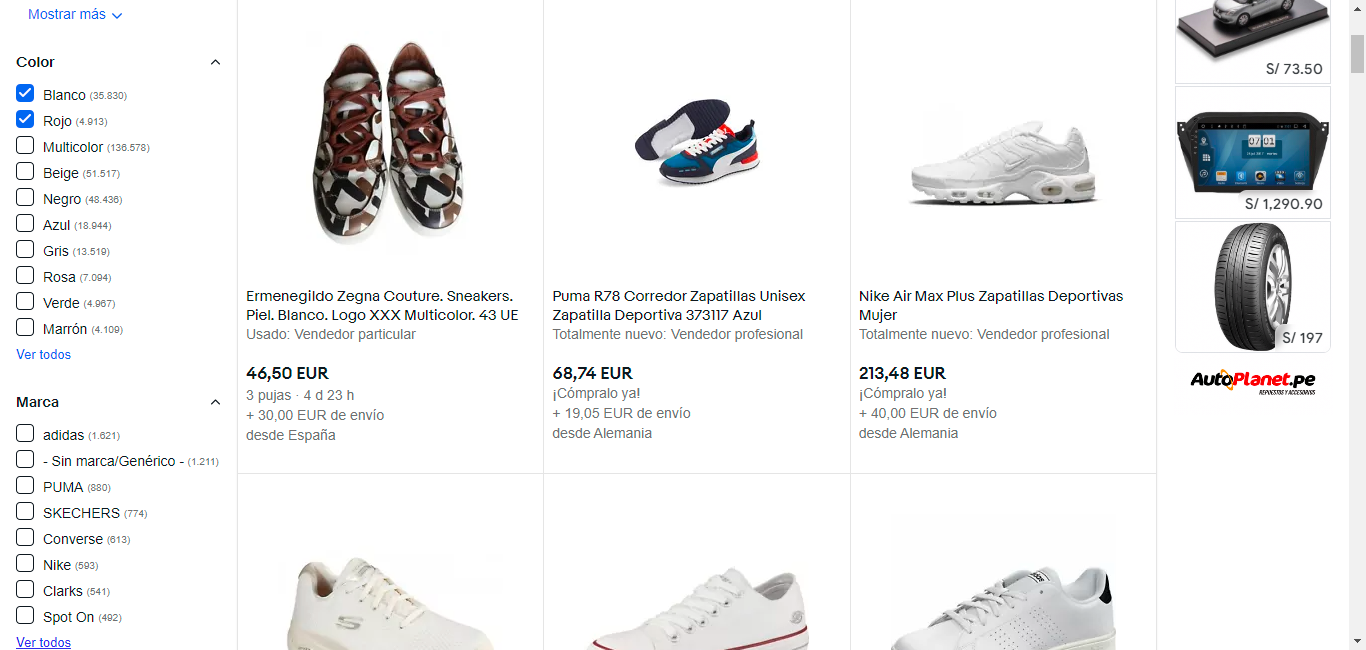 Mostrar más
Color
Blanco (35.830)
Rojo (4.913)
Multicolor (136.578)
Beige (51.517)
Negro (48.436)
Azul (18.944)
Gris (13.519)
Rosa (7.094)
Verde (4.967)
Marrón (4.109)
Ver todos
Marca
adidas (1.621)
- Sin marca/Genérico - (1.211)
PUMA (880)
SKECHERS (774)
Converse (613)
Nike (593)
Clarks (541)
Spot On (492)
Ver todos
Ermenegildo Zegna Couture. Sneakers.
Piel. Blanco. Logo XXX Multicolor. 43 UE
Usado: Vendedor particular
46,50 EUR
3 pujas · 4 d 23 h
+ 30,00 EUR de envío
desde España
Puma R78 Corredor Zapatillas Unisex
Zapatilla Deportiva 373117 Azul
Totalmente nuevo: Vendedor profesional
68,74 EUR
¡Cómpralo ya!
+ 19,05 EUR de envío
desde Alemania
Nike Air Max Plus Zapatillas Deportivas
Mujer
Totalmente nuevo: Vendedor profesional
213,48 EUR
¡Cómpralo ya!
+ 40,00 EUR de envío
desde Alemania
S/ 73.50
07 01
S/ 1,290.90
S/ 197
AutoPlanet.pe
REPUESTOS Y ACCESORIOS